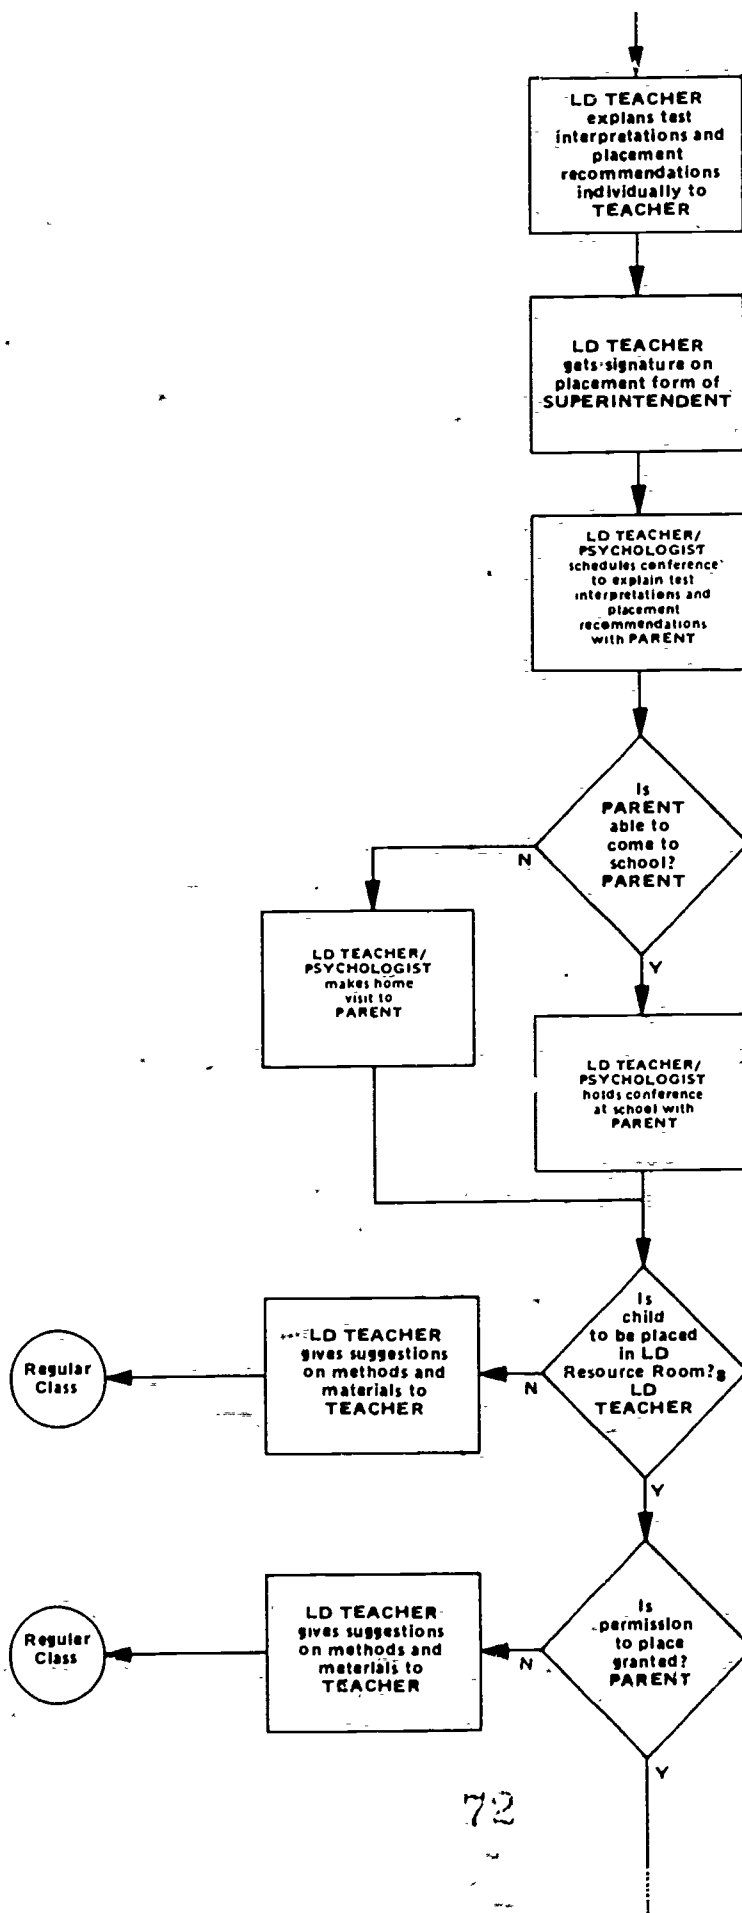 LD TEACHER
explans test
interpretations and
placement
recommendations
individually to
TEACHER
LD TEACHER
gets signature on
placement form of
SUPERINTENDENT
LD TEACHER/
PSYCHOLOGIST
schedules conference
to explain test
interpretations and
placement
recommendations
with PARENT
Is
PARENT
able to
come to
school?
PARENT
N
Y
LD TEACHER/
PSYCHOLOGIST
makes home
visit to
PARENT
LD TEACHER/
PSYCHOLOGIST
holds conference
at school with
PARENT
Is
child
to be placed
in LD
Resource Room?8
LD
TEACHER
N
Y
LD TEACHER
gives suggestions
on methods and
materials to
TEACHER
Regular
Class
Is
permission
to place
granted?
PARENT
N
Y
LD TEACHER
gives suggestions
on methods and
materials to
TEACHER
Regular
Class
72